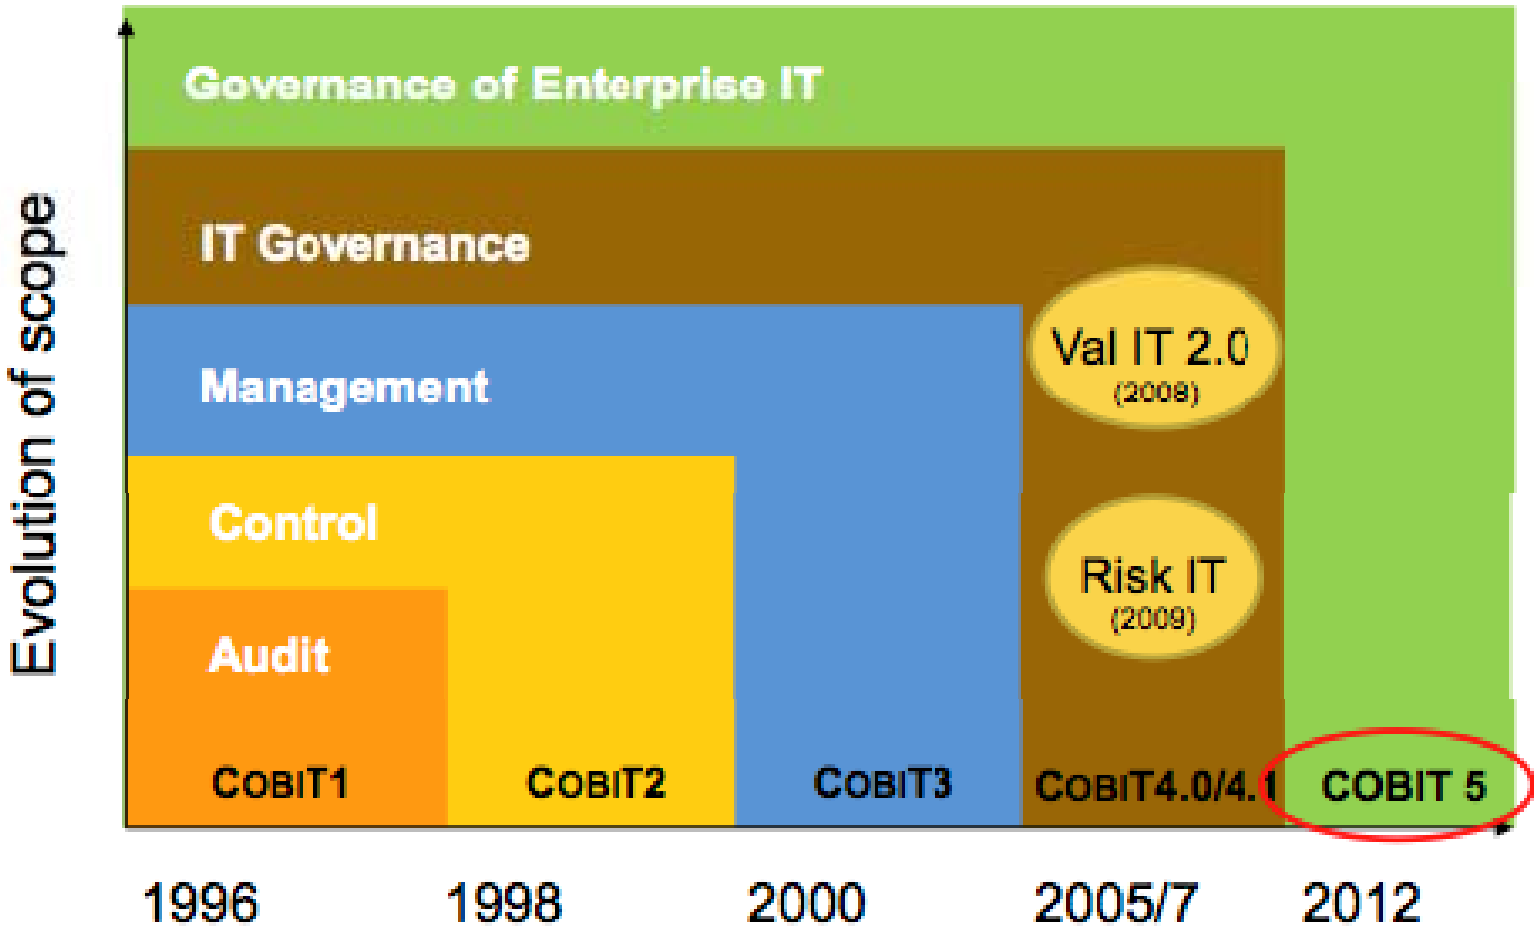 Governance of Enterprise IT
IT Governance
Val IT 2.0
(2008)
Management
Control
Risk IT
(2009)
Audit
COBIT1 COBIT2 COBIT3 COBIT4.0/4.1 COBIT 5
1996 1998 2000 2005/7 2012
Evolution of scope